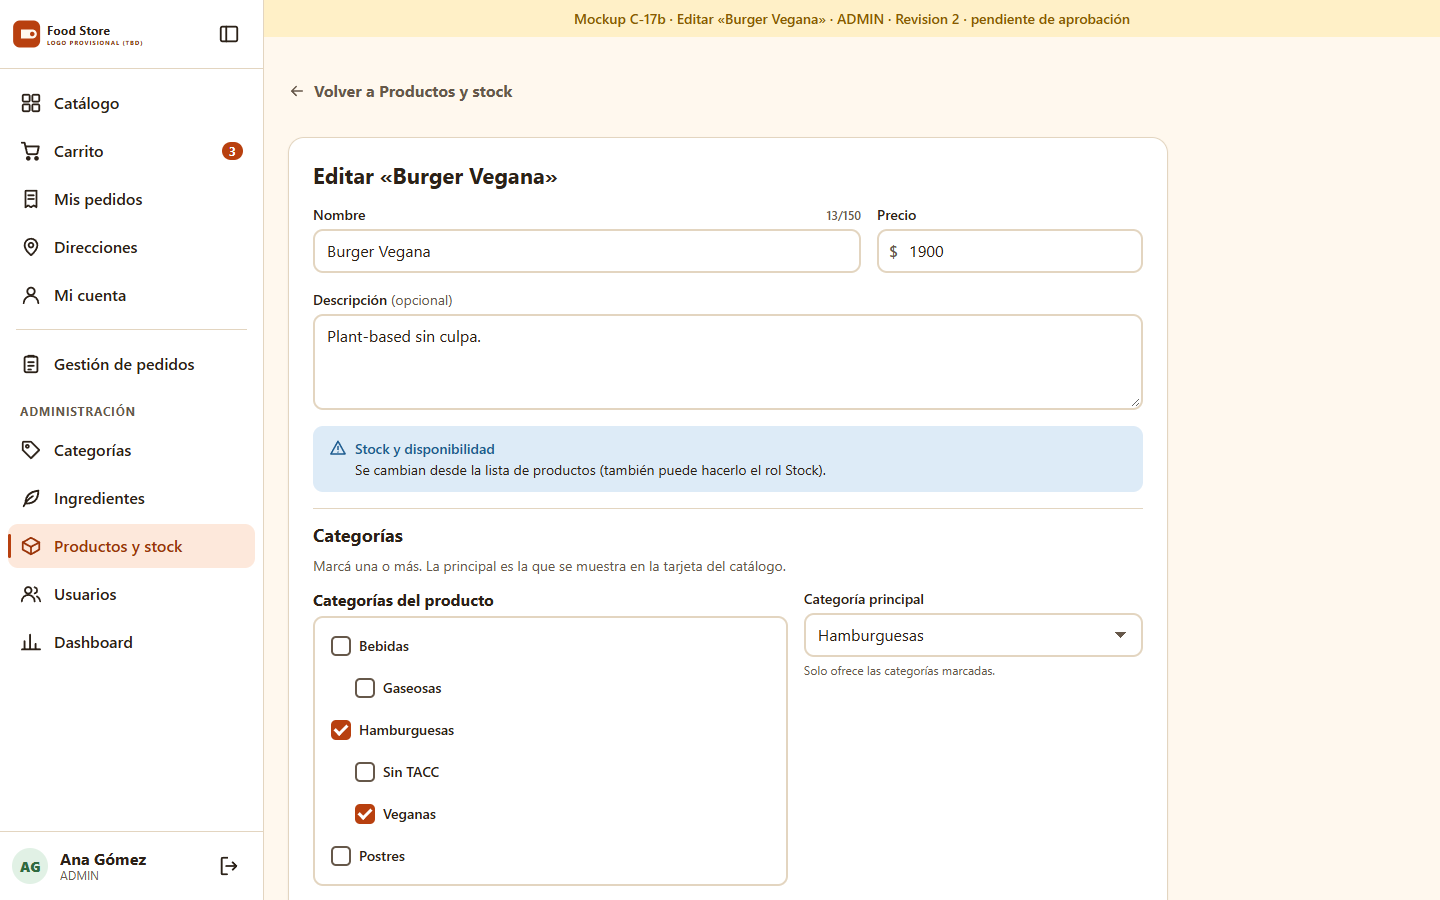 Food Store
LOGO PROVISIONAL (TBD)
Catálogo
Carrito
3
Mis pedidos
Direcciones
Mi cuenta
Gestión de pedidos
ADMINISTRACIÓN
Categorías
Ingredientes
Productos y stock
Usuarios
Dashboard
AG
Ana Gómez
ADMIN
Mockup C-17b · Editar «Burger Vegana» · ADMIN · Revision 2 · pendiente de aprobación
Volver a Productos y stock
Editar «Burger Vegana»
Nombre
13/150
Burger Vegana
Precio
$ 1900
Descripción (opcional)
Plant-based sin culpa.
Stock y disponibilidad
Se cambian desde la lista de productos (también puede hacerlo el rol Stock).
Categorías
Marcá una o más. La principal es la que se muestra en la tarjeta del catálogo.
Categorías del producto
Bebidas
Gaseosas
Hamburguesas
Sin TACC
Veganas
Postres
Categoría principal
Hamburguesas
Solo ofrece las categorías marcadas.